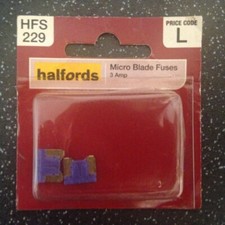 HFS
229
PRICE CODE
L
halfords
Micro Blade Fuses
3 Amp